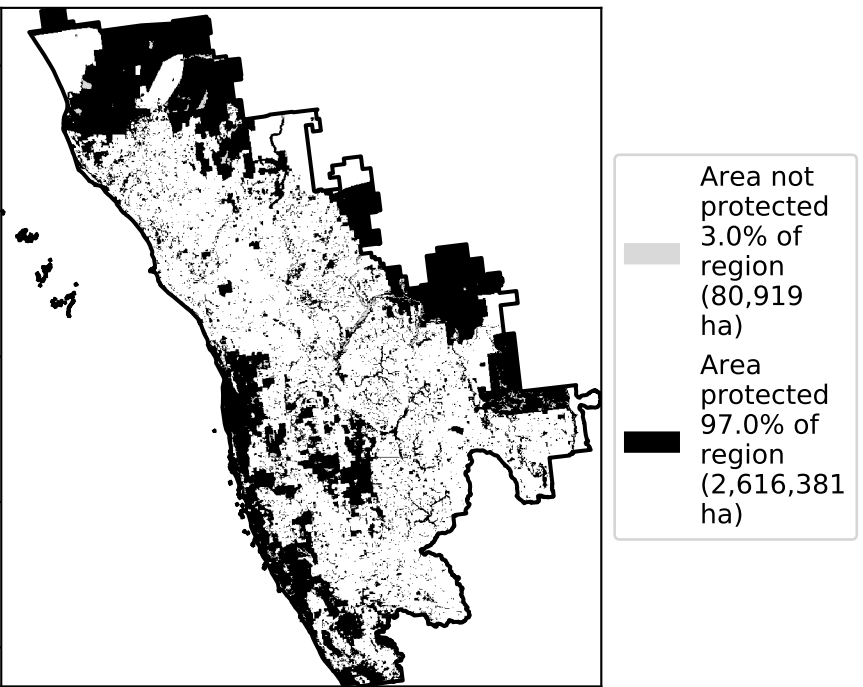 Area not
protected
3.0% of
region
(80,919
ha)
Area
protected
97.0% of
region
(2,616,381
ha)